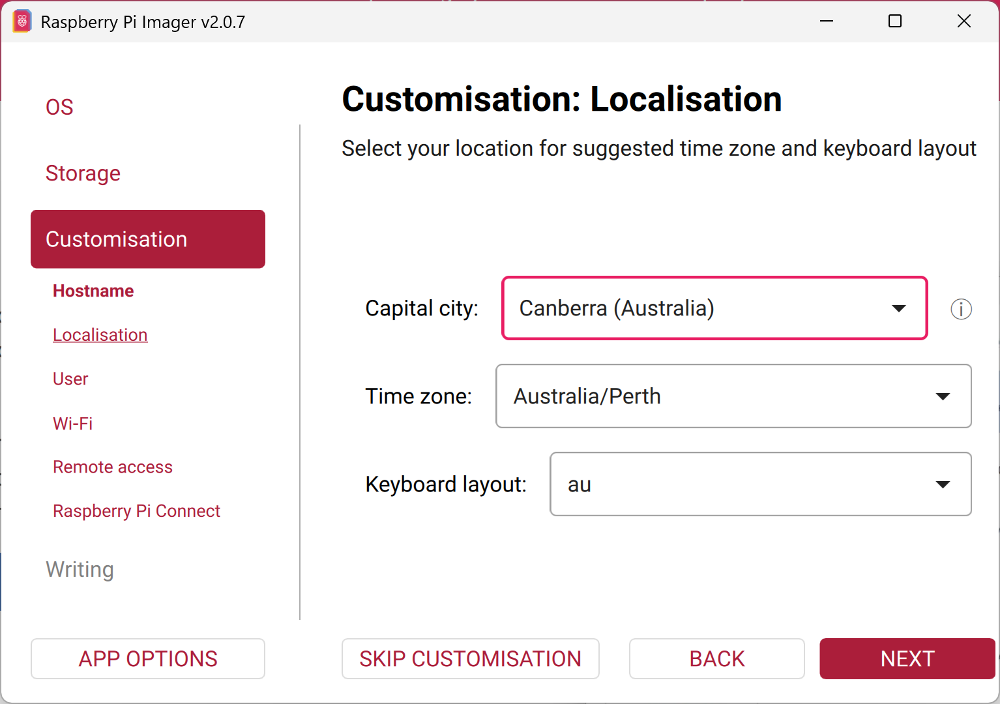 Raspberry Pi Imager v2.0.7
OS
Storage
Customisation
Hostname
Localisation
User
Wi-Fi
Remote access
Raspberry Pi Connect
Writing
APP OPTIONS
Customisation: Localisation
Select your location for suggested time zone and keyboard layout
Capital city: Canberra (Australia)
Time zone: Australia/Perth
Keyboard layout: au
SKIP CUSTOMISATION
BACK
NEXT